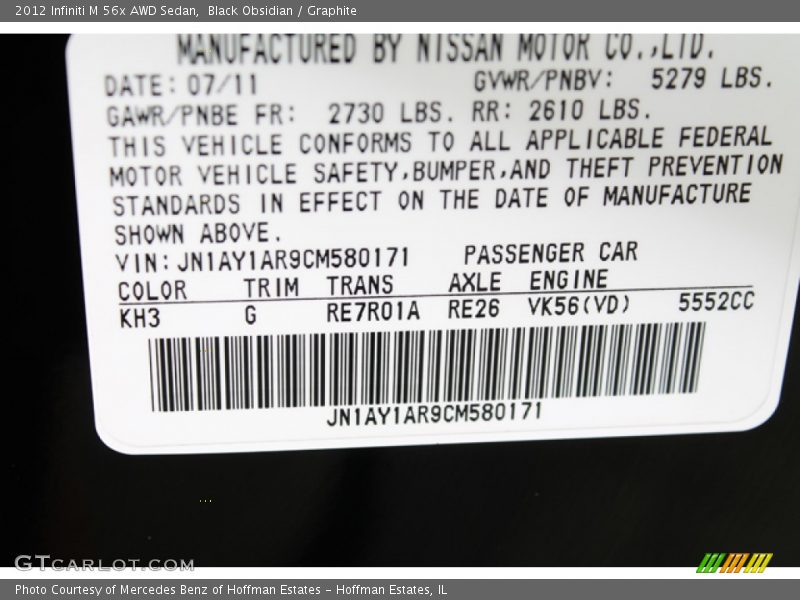 2012 Infiniti M 56x AWD Sedan,  Black Obsidian / Graphite
MANUFACTURED BY NISSAN MOTOR CO.,LTD.
DATE: 07/11 GVWR/PNBV: 5279 LBS.
GAWR/PNBE FR: 2730 LBS. RR: 2610 LBS.
THIS VEHICLE CONFORMS TO ALL APPLICABLE FEDERAL
MOTOR VEHICLE SAFETY,BUMPER,AND THEFT PREVENTION
STANDARDS IN EFFECT ON THE DATE OF MANUFACTURE
SHOWN ABOVE.
VIN: JN1AY1AR9CM580171 PASSENGER CAR
COLOR TRIM TRANS AXLE ENGINE
KH3 G RE7R01A RE26 VK56(VD) 5552CC
JN1AY1AR9CM580171
GTCARLOT.COM
Photo Courtesy of Mercedes Benz of Hoffman Estates - Hoffman Estates, IL